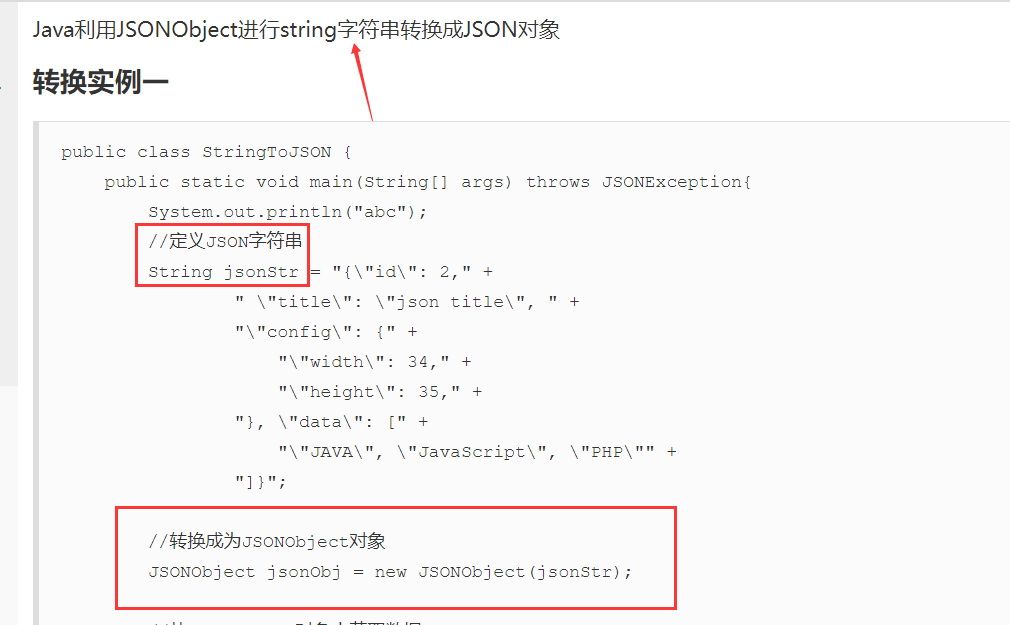 Java利用JSONObject进行string字符串转换成JSON对象
转换实例一
public class StringToJSON {
public static void main(String[] args) throws JSONException{
System.out.println("abc");
//定义JSON字符串
String jsonStr = "{\"id\": 2," +
" \"title\": \"json title\", " +
"\"config\": {" +
"\"width\": 34," +
"\"height\": 35," +
"}, \"data\": [" +
"\"JAVA\", \"JavaScript\", \"PHP\"" +
"]}";
//转换成为JSONObject对象
JSONObject jsonObj = new JSONObject(jsonStr);